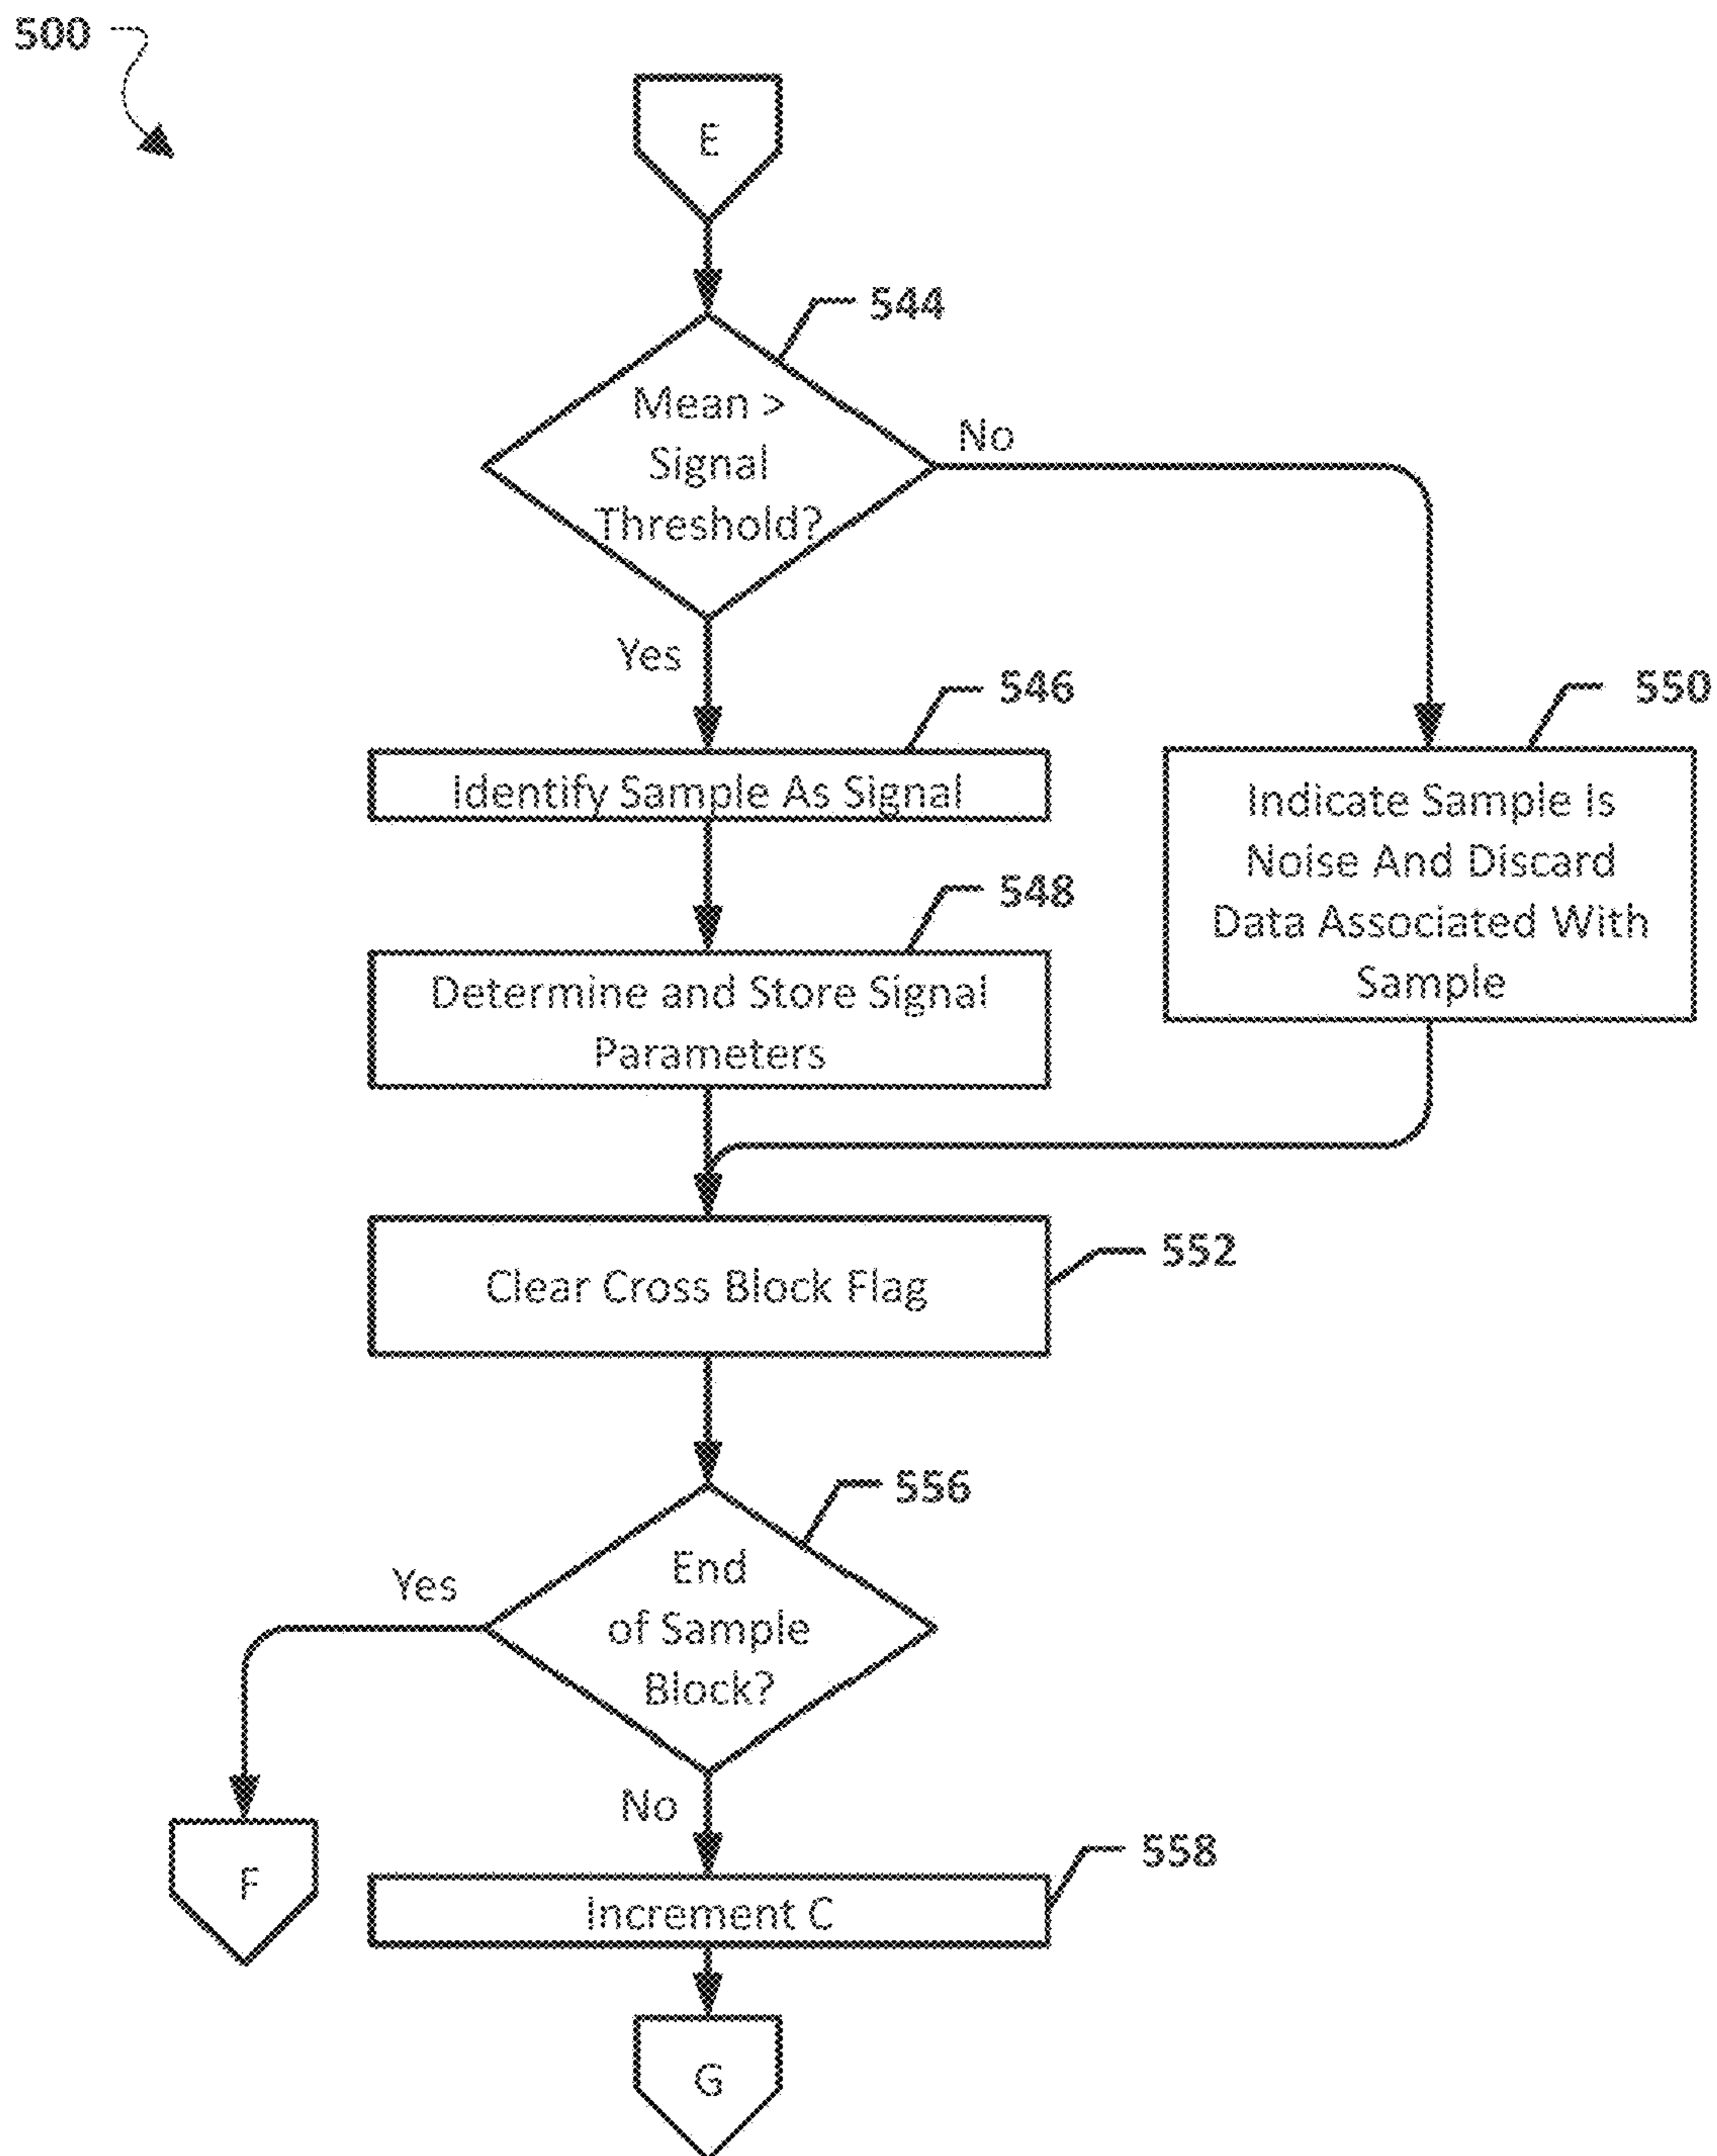 500
E
544
Mean >
Signal
Threshold?
No
Yes
546
Identify Sample As Signal
550
Indicate Sample Is
Noise And Discard
Data Associated With
Sample
548
Determine and Store Signal
Parameters
552
Clear Cross Block Flag
556
End
of Sample
Block?
Yes
No
F
558
Increment C
G